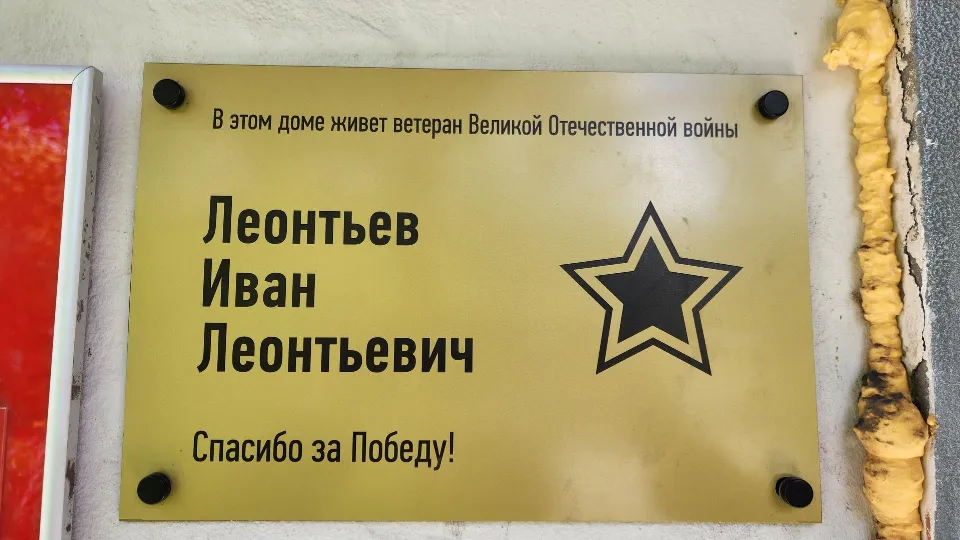 В этом доме живет ветеран Великой Отечественной войны
Леонтьев
Иван
Леонтьевич
Спасибо за Победу!